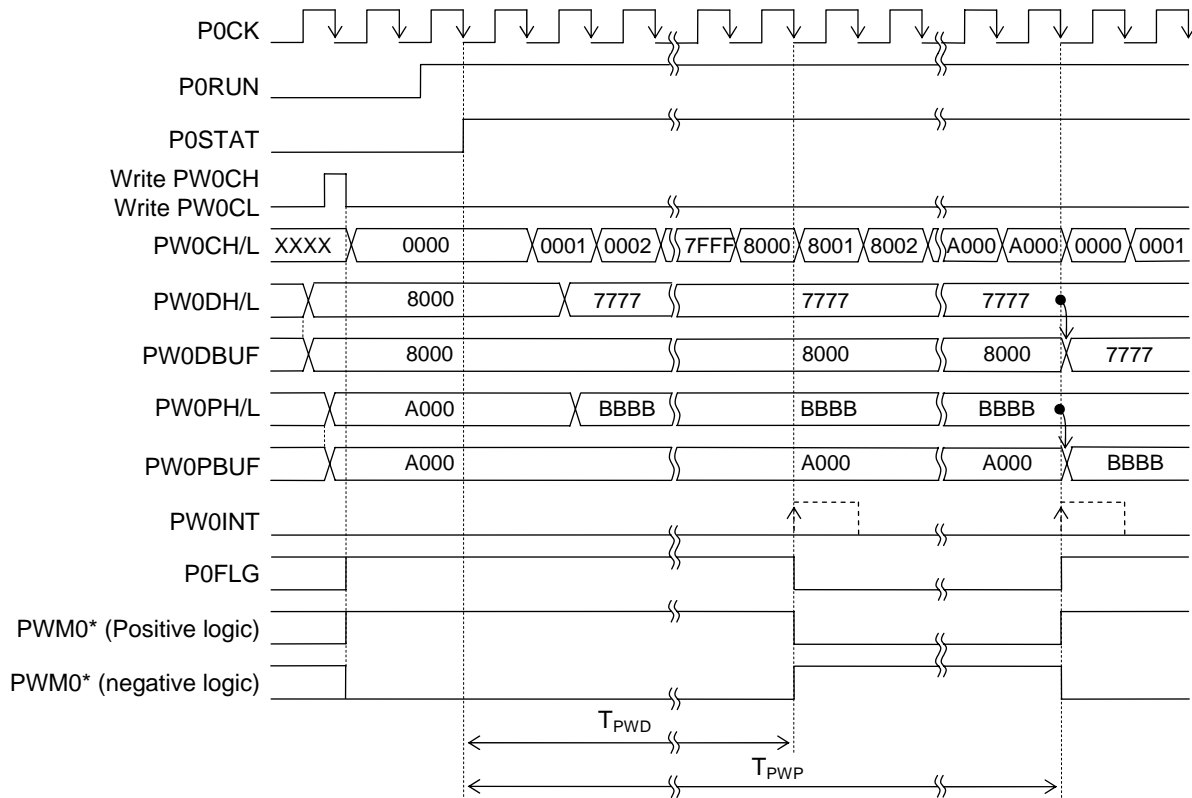 P0CK
P0RUN
P0STAT
Write PW0CH
Write PW0CL
PW0CH/L XXXX 0000 0001 0002 7FFF 8000 8001 8002 A000 A000 0000 0001
PW0DH/L 8000 7777 7777 7777
PW0DBUF 8000 8000 8000 7777
PW0PH/L A000 BBBB BBBB BBBB
PW0PBUF A000 A000 A000 BBBB
PW0INT
P0FLG
PWM0* (Positive logic)
PWM0* (negative logic)
TPWD
TPWP